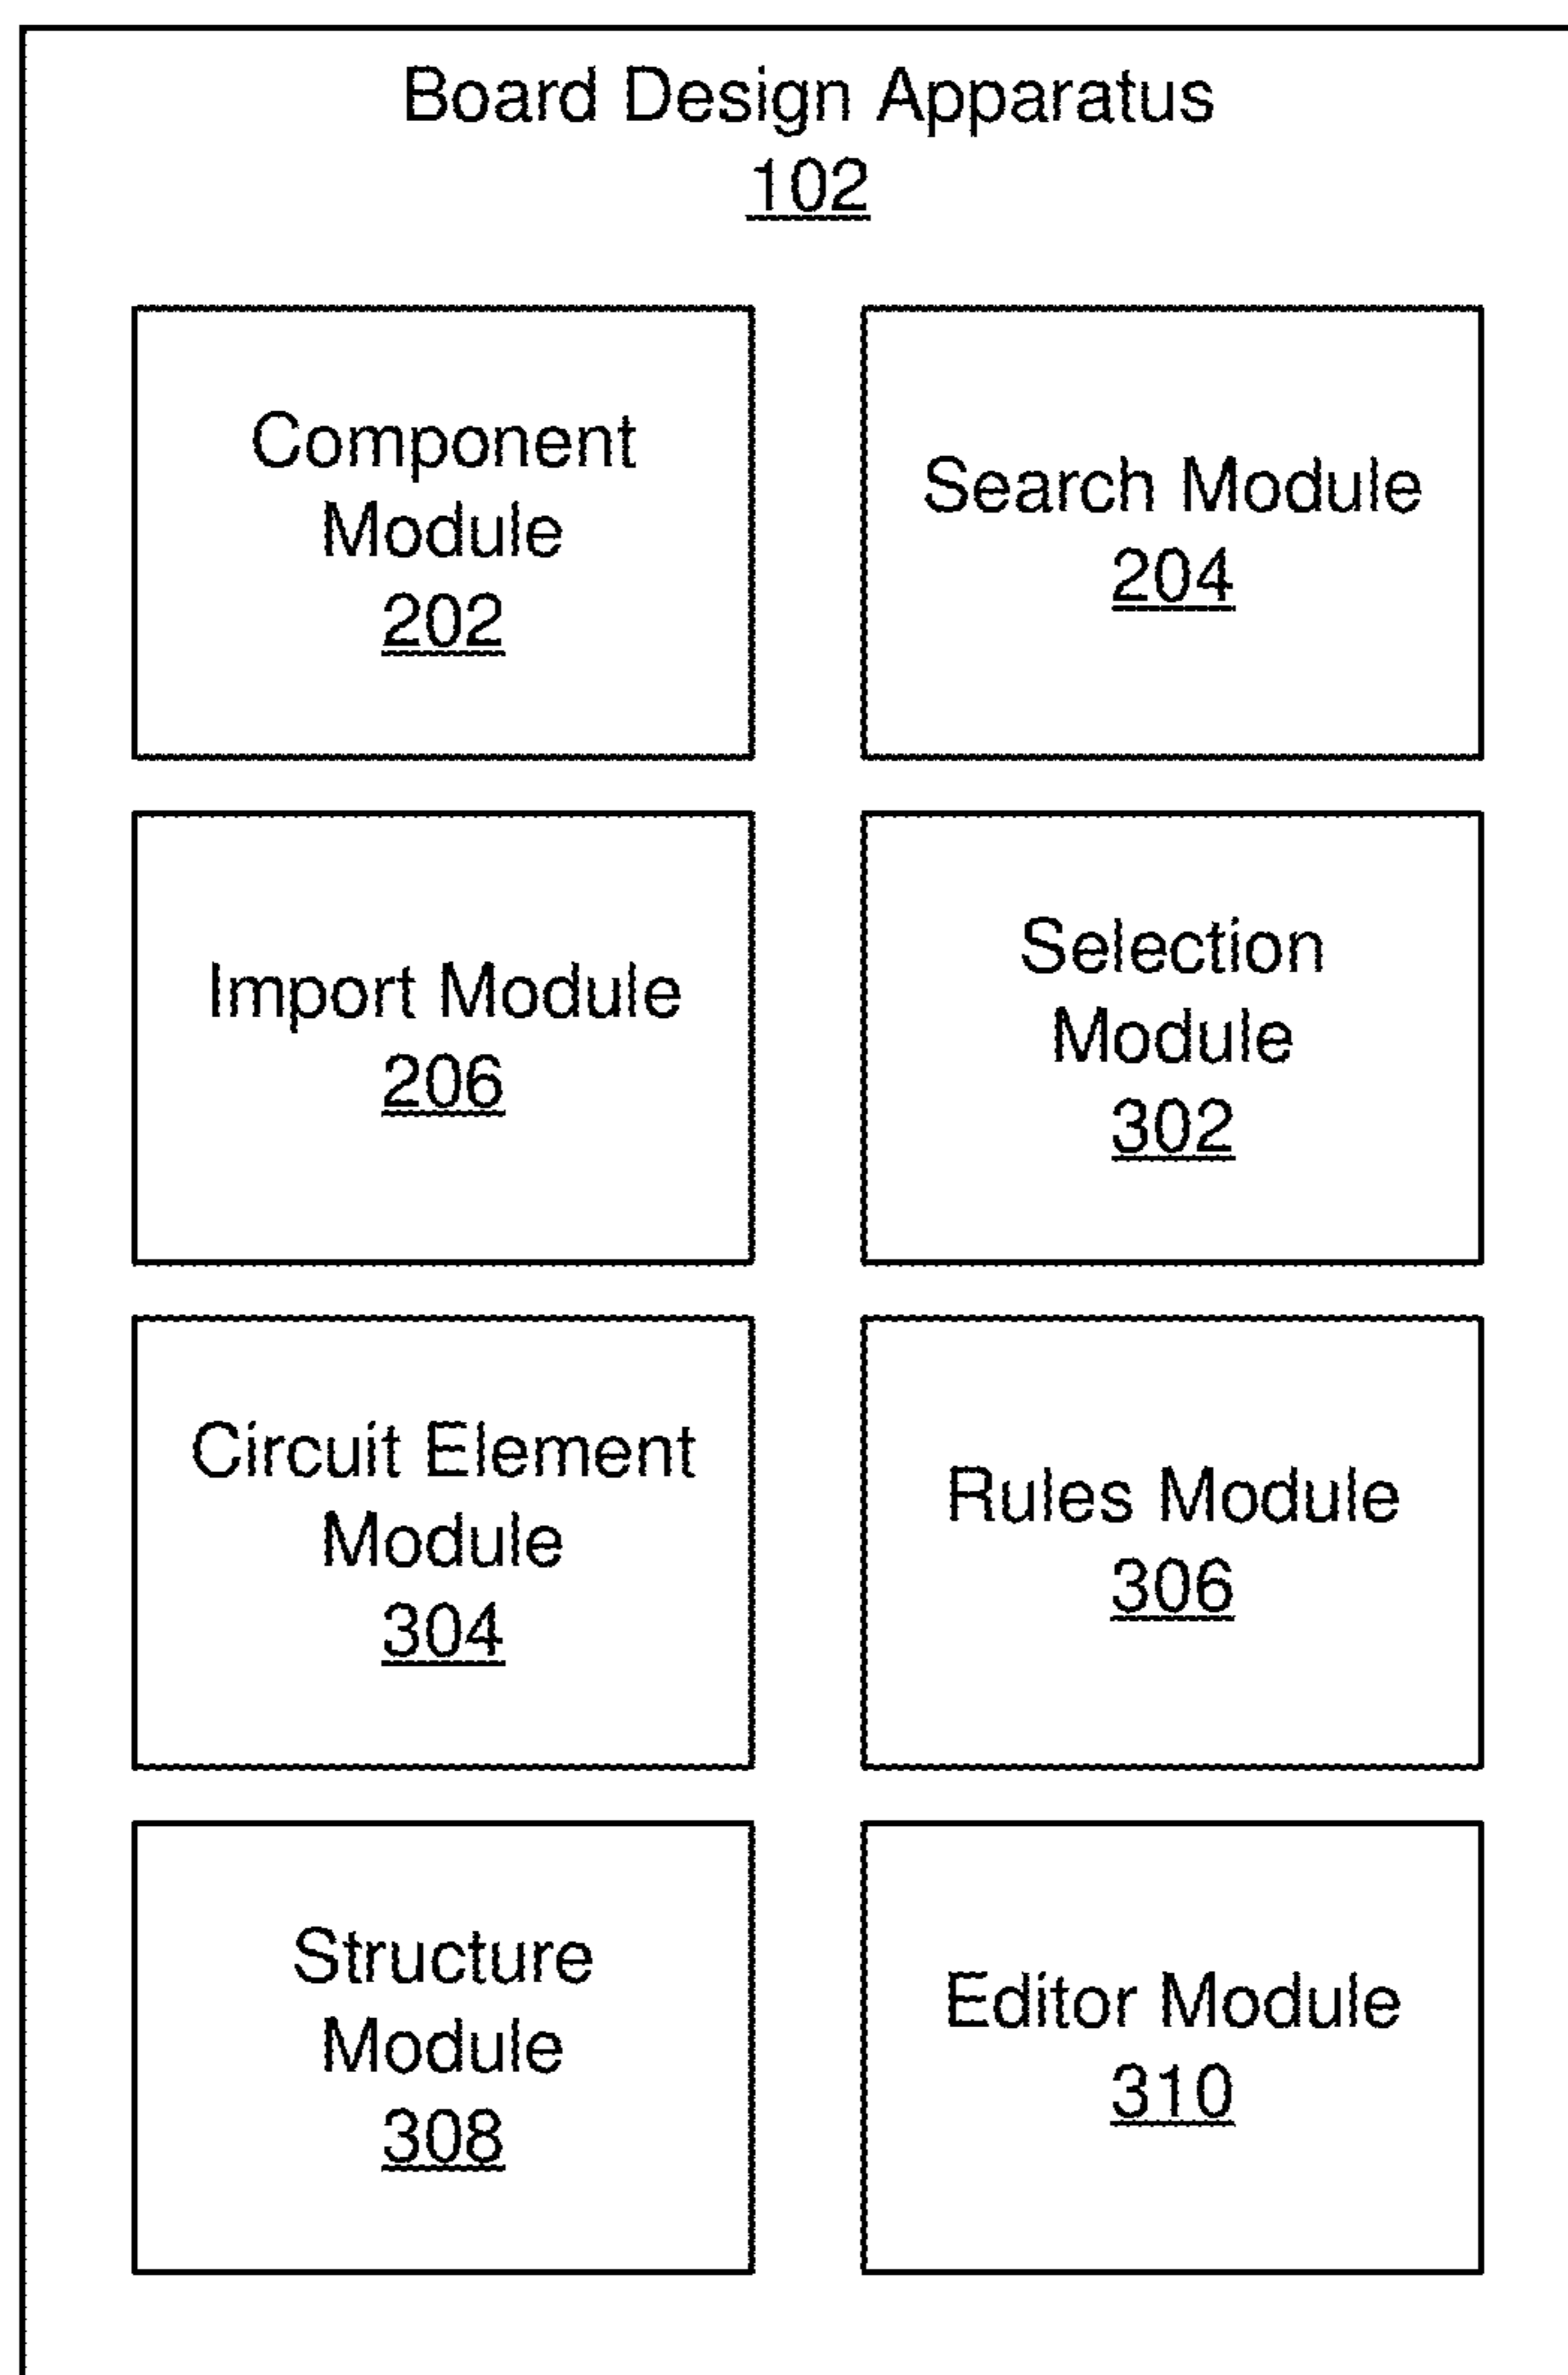 Board Design Apparatus
102
Component
Module
202
Search Module
204
Import Module
206
Selection
Module
302
Circuit Element
Module
304
Rules Module
306
Structure
Module
308
Editor Module
310